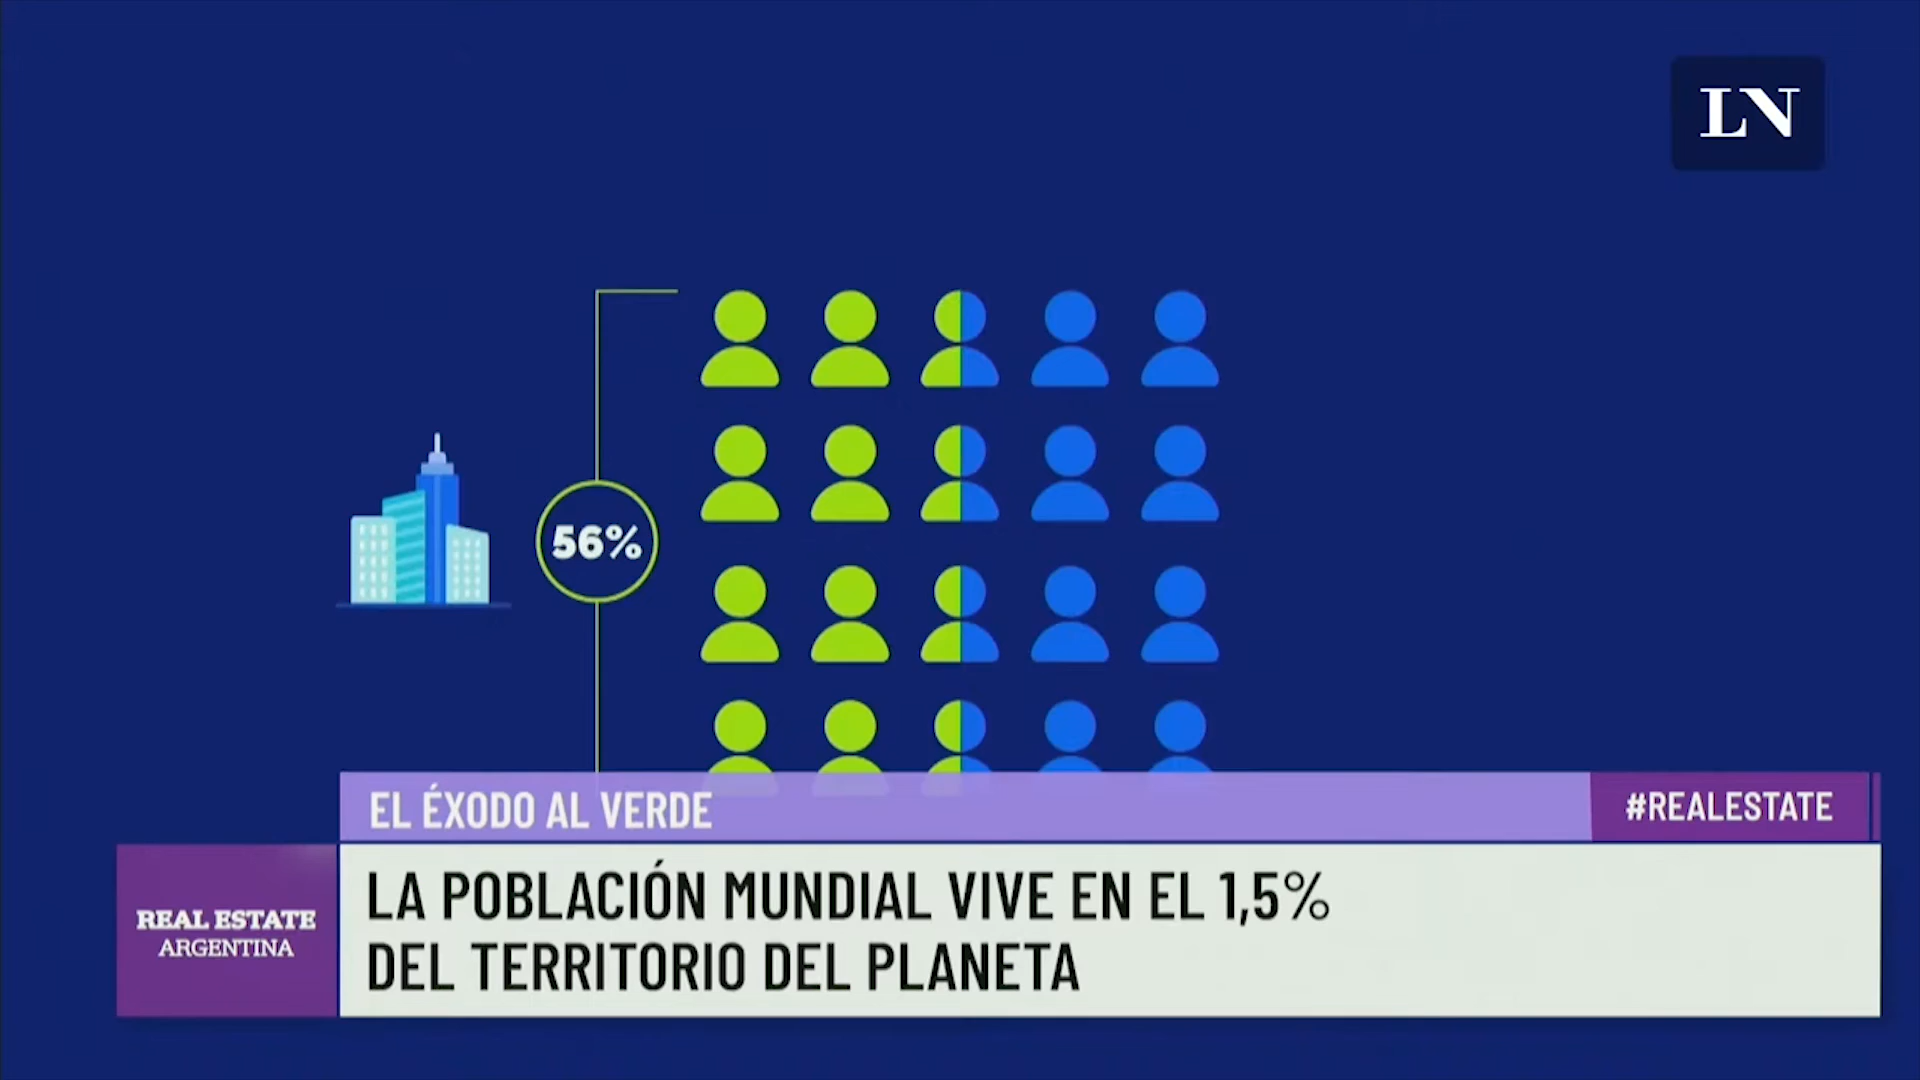 LN
56%
EL ÉXODO AL VERDE
#REALESTATE
REAL ESTATE
ARGENTINA
LA POBLACIÓN MUNDIAL VIVE EN EL 1,5%
DEL TERRITORIO DEL PLANETA